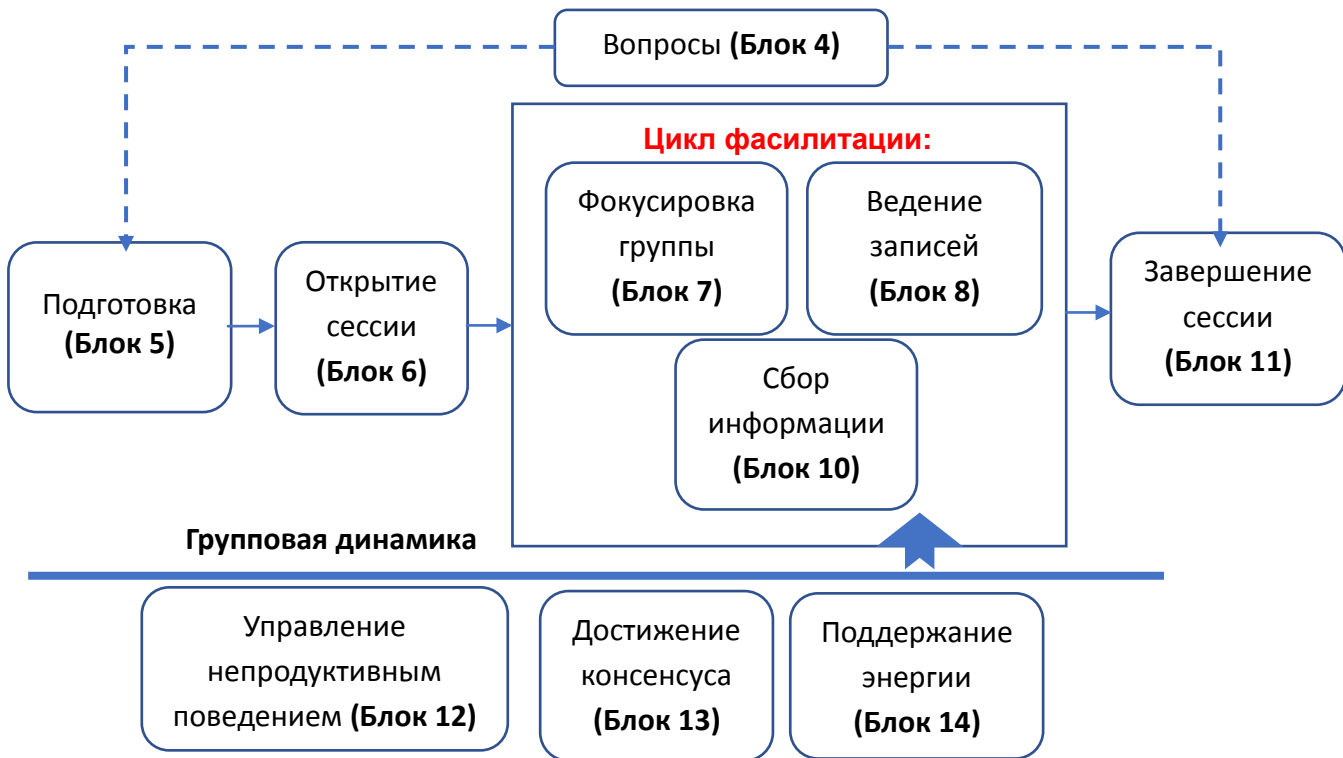 Вопросы (Блок 4)
Цикл фасилитации:
Фокусировка
группы
(Блок 7)
Ведение
записей
(Блок 8)
Подготовка
(Блок 5)
Открытие
сессии
(Блок 6)
Сбор
информации
(Блок 10)
Завершение
сессии
(Блок 11)
Групповая динамика
Управление
непродуктивным
поведением (Блок 12)
Достижение
консенсуса
(Блок 13)
Поддержание
энергии
(Блок 14)